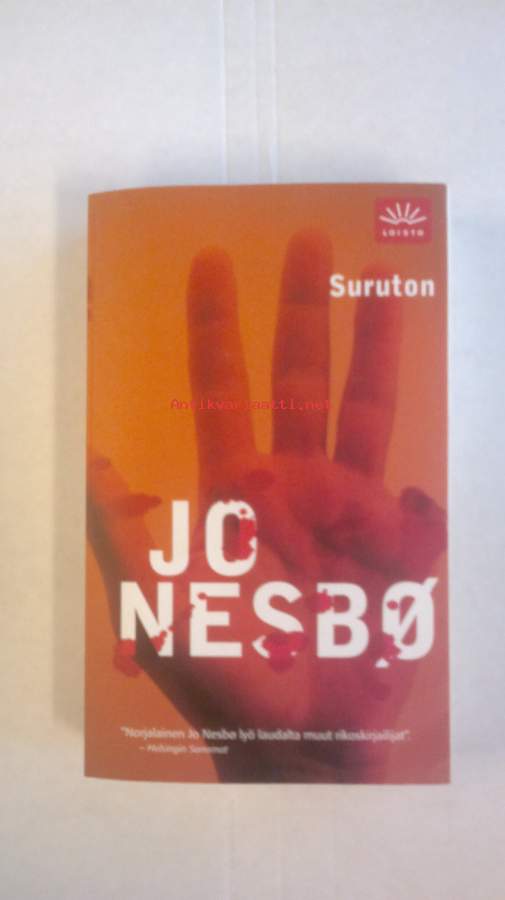 LOISTO
Suruton
Antikvariaatti.net
JO
NESBØ
"Norjalainen Jo Nesbø lyö laudalta muut rikoskirjailijat".
– Helsingin Sanomat